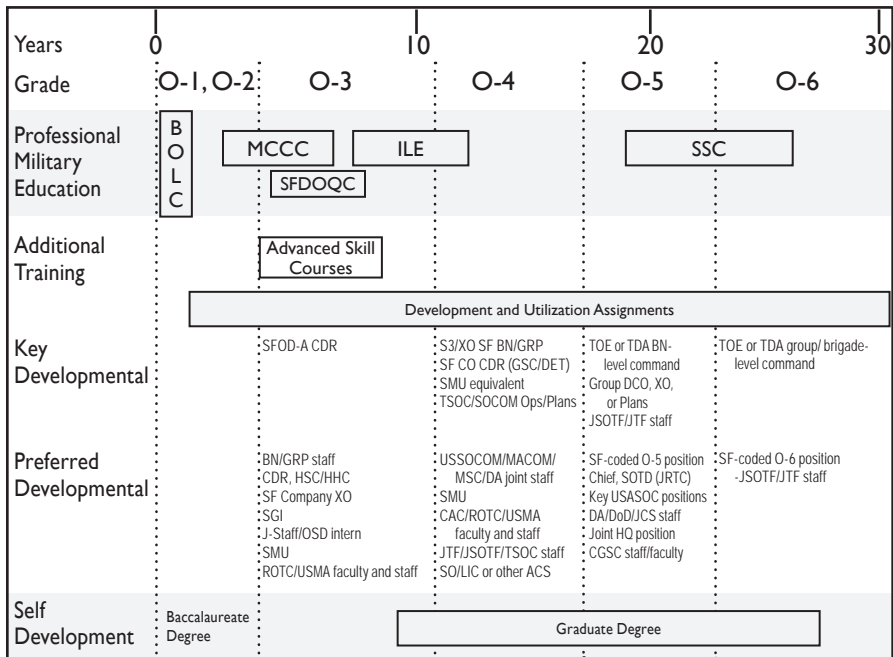 Years 0 10 20 30
Grade O-1, O-2 O-3 O-4 O-5 O-6
Professional
Military
Education
B
O
L
C
MCCC
ILE
SSC
SFDOQC
Additional
Training
Advanced Skill
Courses
Development and Utilization Assignments
Key
Developmental
SFOD-A CDR
S3/XO SF BN/GRP
SF CO CDR (GSC/DET)
SMU equivalent
TSOC/SOCOM Ops/Plans
TOE or TDA BN-
level command
Group DCO, XO,
or Plans
JSOTF/JTF staff
TOE or TDA group/ brigade-
level command
Preferred
Developmental
BN/GRP staff
CDR, HSC/HHC
SF Company XO
SGI
J-Staff/OSD intern
SMU
ROTC/USMA faculty and staff
USSOCOM/MACOM/
MSC/DA joint staff
SMU
CAC/ROTC/USMA
faculty and staff
JTF/JSOTF/TSOC staff
SO/LIC or other ACS
SF-coded O-5 position
Chief, SOTD (JRTC)
Key USASOC positions
DA/DoD/JCS staff
Joint HQ position
CGSC staff/faculty
SF-coded O-6 position
-JSOTF/JTF staff
Self
Development
Baccalaureate
Degree
Graduate Degree